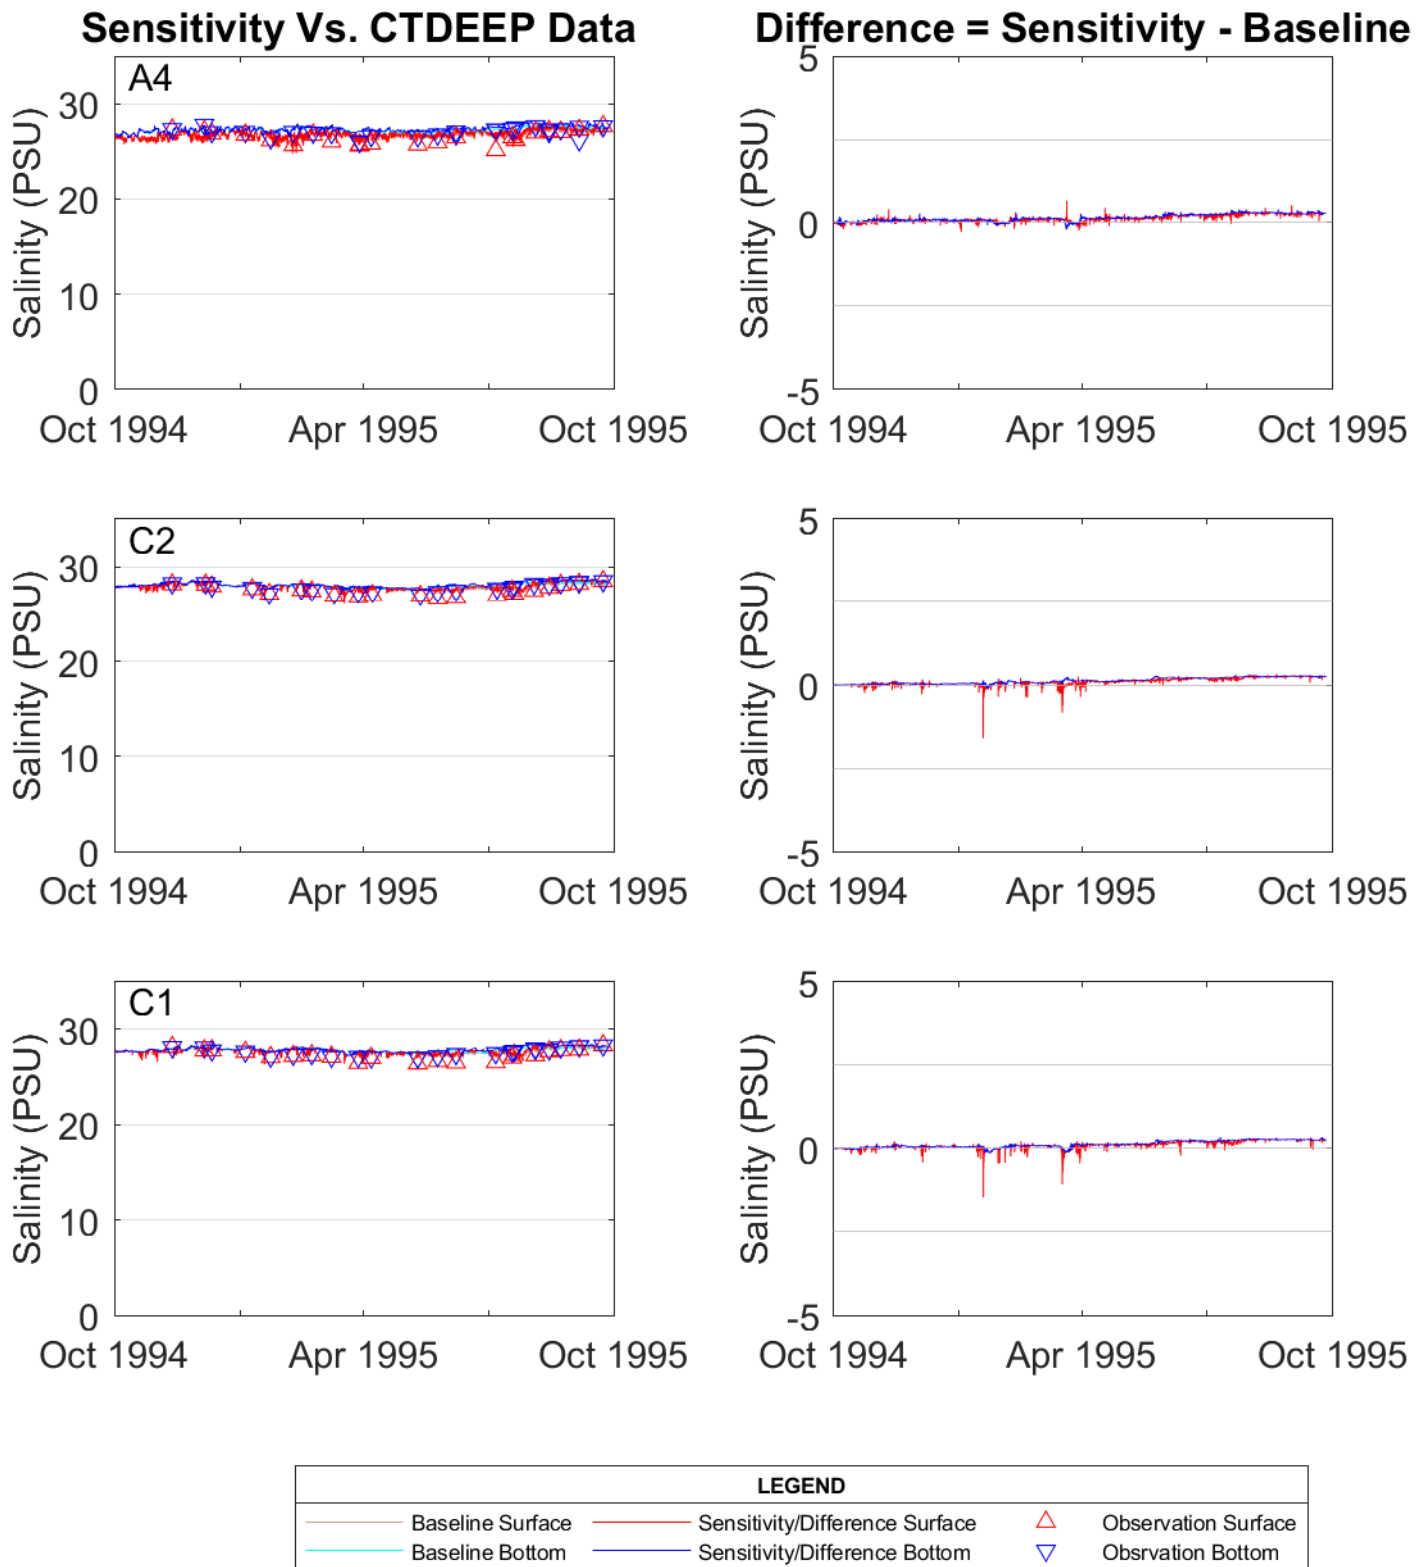 Sensitivity Vs. CTDEEP Data
Difference = Sensitivity - Baseline
A4
Salinity (PSU)
30
20
10
0
Oct 1994 Apr 1995 Oct 1995
Salinity (PSU)
5
0
-5
Oct 1994 Apr 1995 Oct 1995
C2
Salinity (PSU)
30
20
10
0
Oct 1994 Apr 1995 Oct 1995
Salinity (PSU)
5
0
-5
Oct 1994 Apr 1995 Oct 1995
C1
Salinity (PSU)
30
20
10
0
Oct 1994 Apr 1995 Oct 1995
Salinity (PSU)
5
0
-5
Oct 1994 Apr 1995 Oct 1995
LEGEND
Baseline Surface Sensitivity/Difference Surface Observation Surface
Baseline Bottom Sensitivity/Difference Bottom Obsrvation Bottom